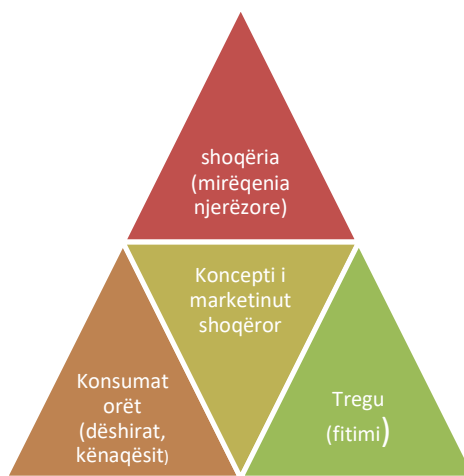 shoqëria
(mirëqenia
njerëzore)
Koncepti i
marketinut
shoqëror
Konsumat
orët
(dëshirat,
kënaqësit)
Tregu
(fitimi)